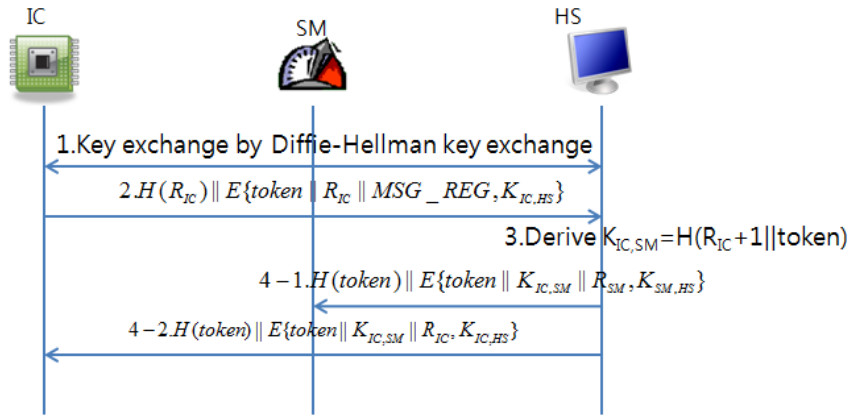 IC
SM
HS
1.Key exchange by Diffie-Hellman key exchange
2.H(R_IC) || E{token || R_IC || MSG_REG,K_IC,HS}
3.Derive K_IC,SM=H(R_IC+1||token)
4-1.H(token) || E{token || K_IC,SM || R_SM,K_SM,HS}
4-2.H(token) || E{token || K_IC,SM || R_IC,K_IC,HS}